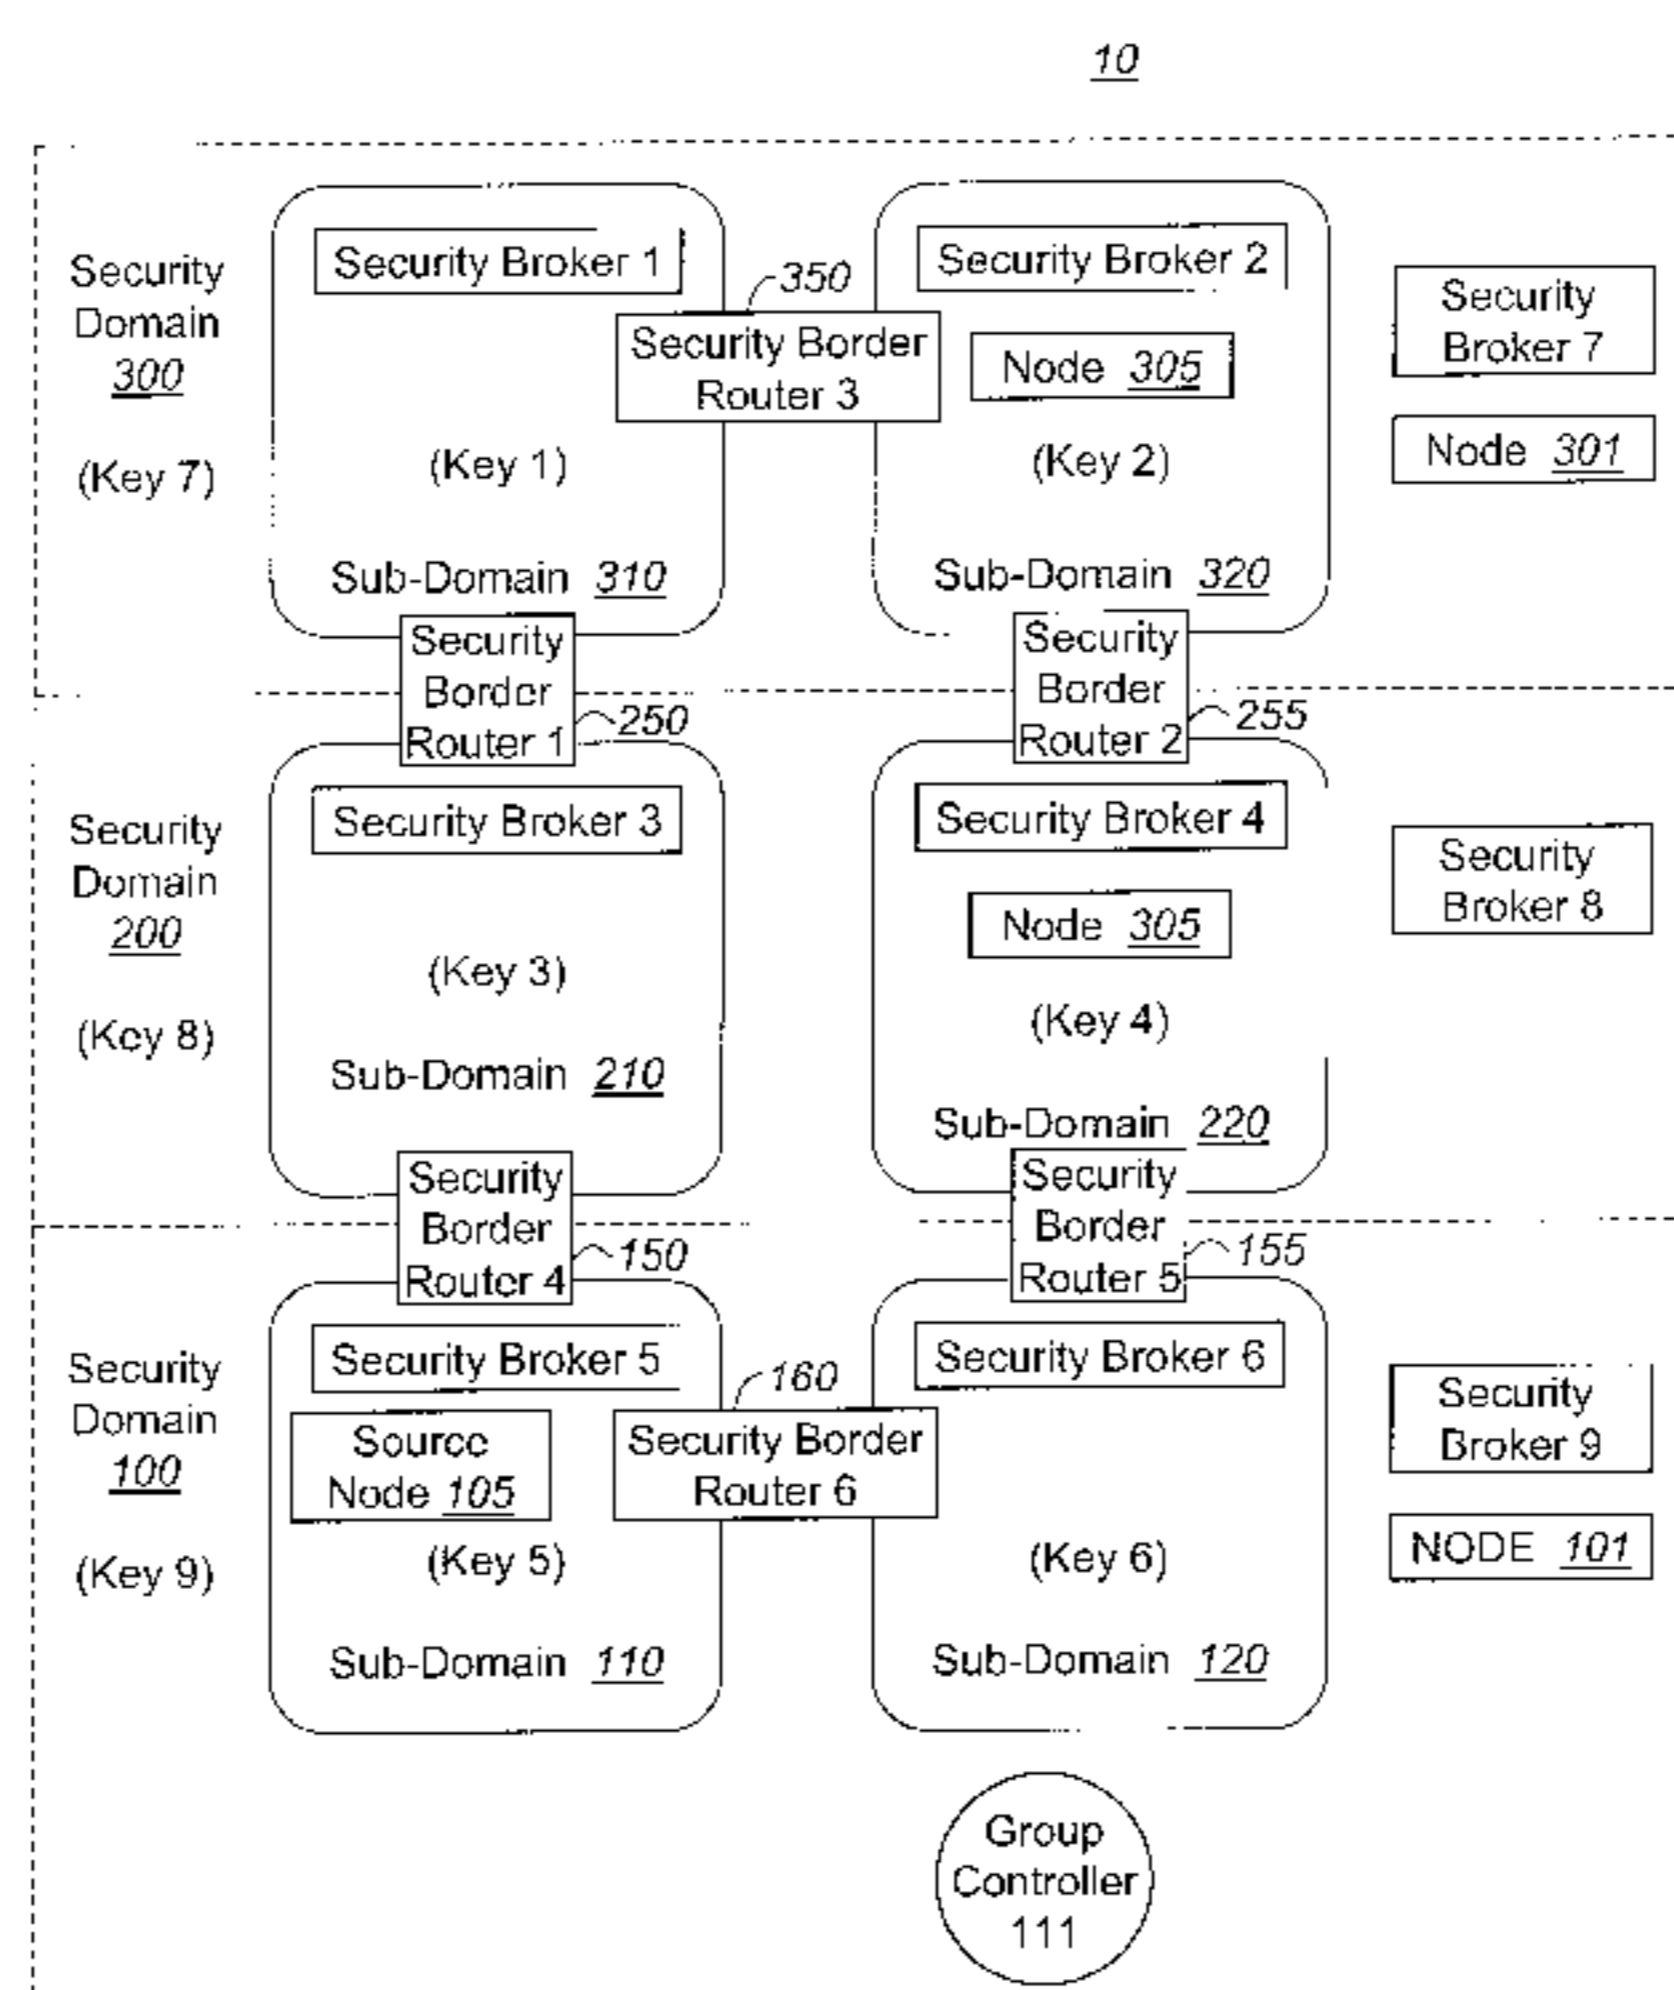 10
Security
Domain
300
(Key 7)
Security Broker 1
350
Security Border
Router 3
(Key 1)
Sub-Domain 310
Security Broker 2
Node 305
(Key 2)
Sub-Domain 320
Security
Broker 7
Node 301
Security
Border
Router 1
250
Security
Border
Router 2
255
Security
Domain
200
(Key 8)
Security Broker 3
(Key 3)
Sub-Domain 210
Security Broker 4
Node 305
(Key 4)
Sub-Domain 220
Security
Broker 8
Security
Border
Router 4
150
Security
Border
Router 5
155
Security
Domain
100
(Key 9)
Security Broker 5
Source
Node 105
(Key 5)
Sub-Domain 110
160
Security Border
Router 6
Security Broker 6
(Key 6)
Sub-Domain 120
Security
Broker 9
NODE 101
Group
Controller
111